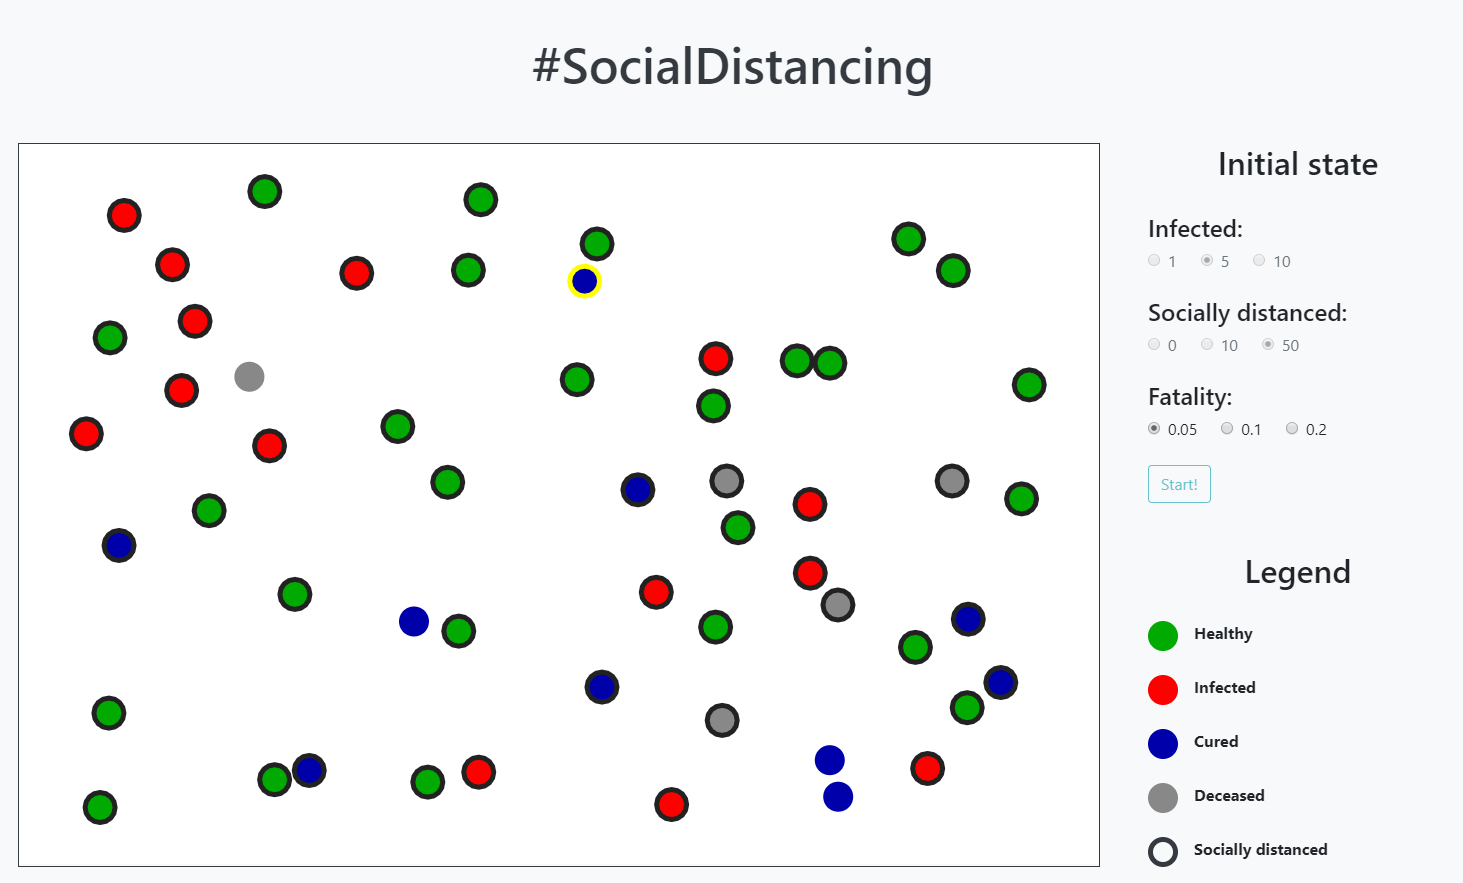 #SocialDistancing
Initial state
Infected:
1 5 10
Socially distanced:
0 10 50
Fatality:
0.05 0.1 0.2
Start!
Legend
Healthy
Infected
Cured
Deceased
Socially distanced